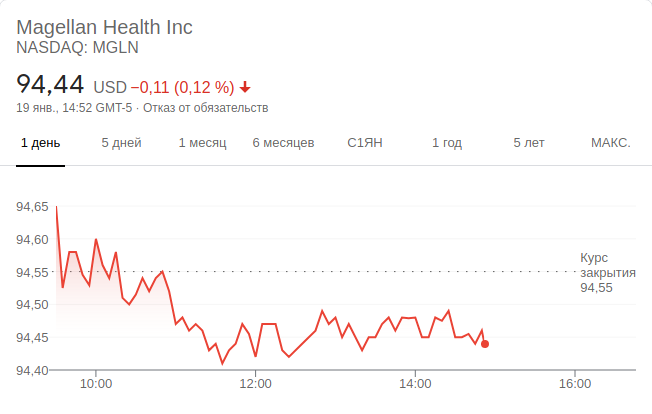 Magellan Health Inc
NASDAQ: MGLN
94,44 USD −0,11 (0,12 %)
19 янв., 14:52 GMT-5 · Отказ от обязательств
1 день 5 дней 1 месяц 6 месяцев С1ЯН 1 год 5 лет МАКС.
94,65
94,60
94,55
94,50
94,45
94,40
Курс
закрытия
94,55
10:00 12:00 14:00 16:00